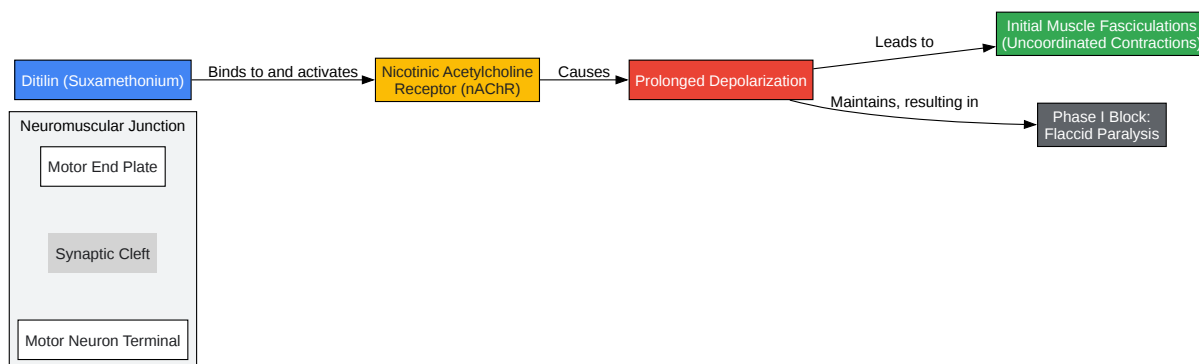 Initial Muscle Fasciculations
(Uncoordinated Contractions)
Leads to
Ditilin (Suxamethonium)
Binds to and activates
Nicotinic Acetylcholine
Receptor (nAChR)
Causes
Prolonged Depolarization
Maintains, resulting in
Phase I Block:
Flaccid Paralysis
Neuromuscular Junction
Motor End Plate
Synaptic Cleft
Motor Neuron Terminal